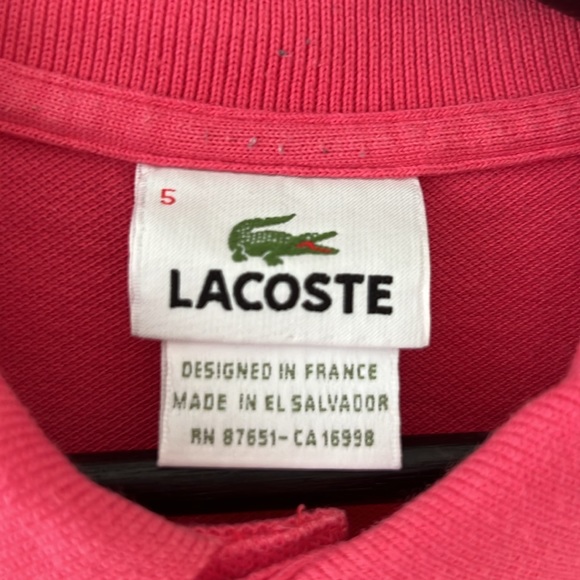 5
LACOSTE
DESIGNED IN FRANCE
MADE IN EL SALVADOR
RN 87651-CA 16998